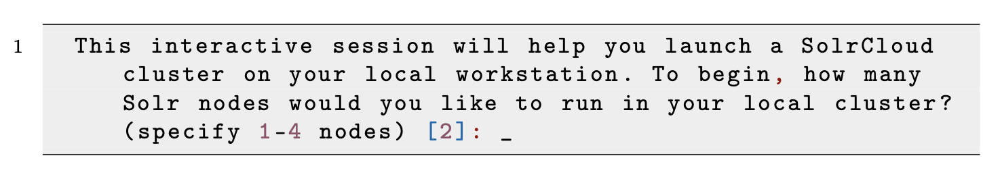 1 This interactive session will help you launch a SolrCloud
cluster on your local workstation. To begin, how many
Solr nodes would you like to run in your local cluster?
(specify 1-4 nodes) [2]: _